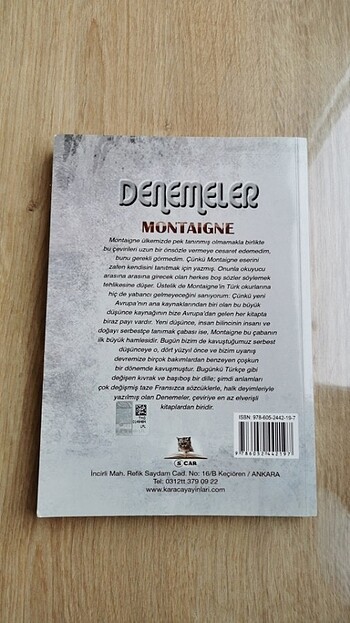 DENEMELER
MONTAIGNE
Montaigne ülkemizde pek tanınmış olmamakla birlikte
bu çevirileri uzun bir önsözle vermeye cesaret edemedim,
bunu gerekli görmedim. Çünkü Montaigne eserini
zaten kendisini tanıtmak için yazmış. Onunla okuyucu
arasına arasına girecek olan herkes boş sözler söylemek
tehlikesine düşer. Üstelik de Montaigne'in Türk okurlarına
hiç de yabancı gelmeyeceğini sanıyorum: Çünkü yeni
Avrupa'nın ana kaynaklarından biri olan bu büyük
düşünce kaynağının bize Avrupa'dan gelen her kitapta
biraz payı vardır. Yeni düşünce, insan bilincinin insanı ve
doğayı serbestçe tanımak çabası ise, Montaigne bu çabanın
ilk büyük hamlesidir. Bugün bizim de kavuştuğumuz serbest
düşünceye o, dört yüzyıl önce ve bizim uyanış
devremize birçok bakımlardan benzeyen çoşkun
bir dönemde kavuşmuştur. Bugünkü Türkçe gibi
değişen kıvrak ve başıboş bir dille; şimdi anlamları
çok değişmiş taze Fransızca sözcüklerle, halk deyimleriyle
yazılmış olan Denemeler, çeviriye en az elverişli
kitaplardan biridir.
ISBN: 978-605-2442-19-7
9786052442197
CAR
İncirli Mah. Refik Saydam Cad. No: 16/B Keçiören / ANKARA
Tel: 0312tt.379 09 22
www.karacayayinlari.com